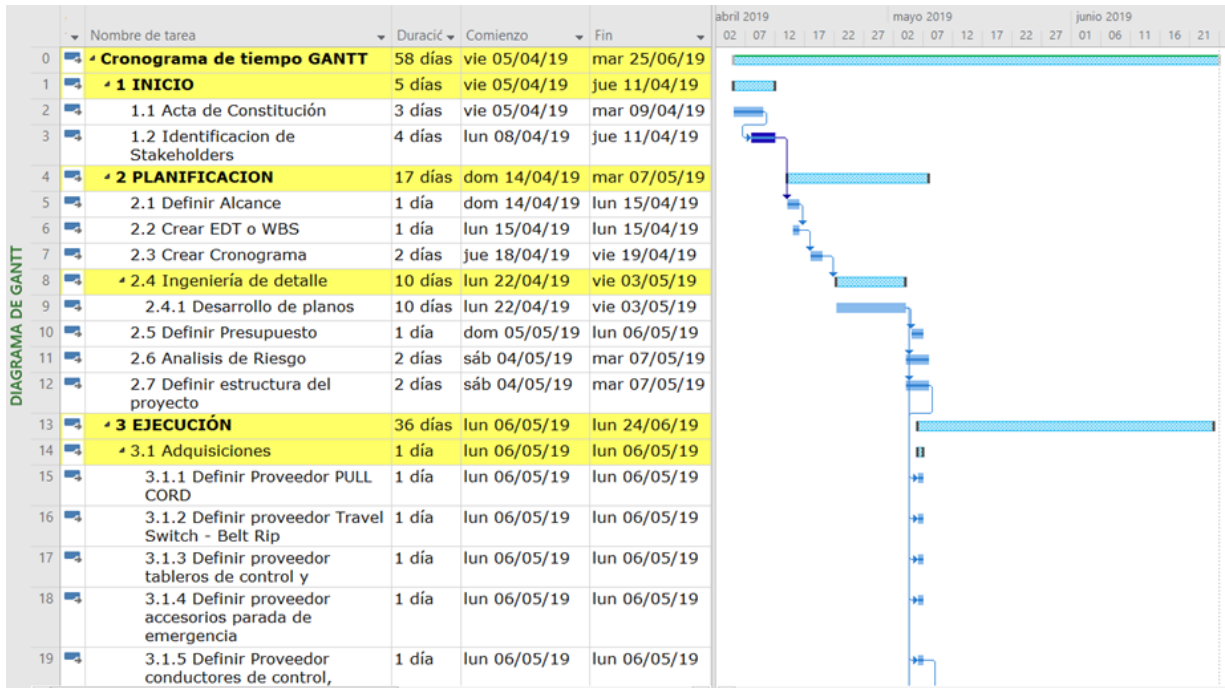 abril 2019 mayo 2019 junio 2019
Nombre de tarea Duracić Comienzo Fin 02 07 12 17 22 27 02 07 12 17 22 27 01 06 11 16 21
0 Cronograma de tiempo GANTT 58 días vie 05/04/19 mar 25/06/19
1 1 INICIO 5 días vie 05/04/19 jue 11/04/19
2 1.1 Acta de Constitución 3 días vie 05/04/19 mar 09/04/19
3 1.2 Identificacion de 4 días lun 08/04/19 jue 11/04/19
Stakeholders
4 2 PLANIFICACION 17 días dom 14/04/19 mar 07/05/19
5 2.1 Definir Alcance 1 día dom 14/04/19 lun 15/04/19
6 2.2 Crear EDT o WBS 1 día lun 15/04/19 lun 15/04/19
7 2.3 Crear Cronograma 2 días jue 18/04/19 vie 19/04/19
8 2.4 Ingeniería de detalle 10 días lun 22/04/19 vie 03/05/19
9 2.4.1 Desarrollo de planos 10 días lun 22/04/19 vie 03/05/19
10 2.5 Definir Presupuesto 1 día dom 05/05/19 lun 06/05/19
11 2.6 Analisis de Riesgo 2 días sáb 04/05/19 mar 07/05/19
12 2.7 Definir estructura del 2 días sáb 04/05/19 mar 07/05/19
proyecto
13 3 EJECUCIÓN 36 días lun 06/05/19 lun 24/06/19
14 3.1 Adquisiciones 1 día lun 06/05/19 lun 06/05/19
15 3.1.1 Definir Proveedor PULL 1 día lun 06/05/19 lun 06/05/19
CORD
16 3.1.2 Definir proveedor Travel 1 día lun 06/05/19 lun 06/05/19
Switch - Belt Rip
17 3.1.3 Definir proveedor 1 día lun 06/05/19 lun 06/05/19
tableros de control y
18 3.1.4 Definir proveedor 1 día lun 06/05/19 lun 06/05/19
accesorios parada de
emergencia
19 3.1.5 Definir Proveedor 1 día lun 06/05/19 lun 06/05/19
conductores de control,
DIAGRAMA DE GANTT